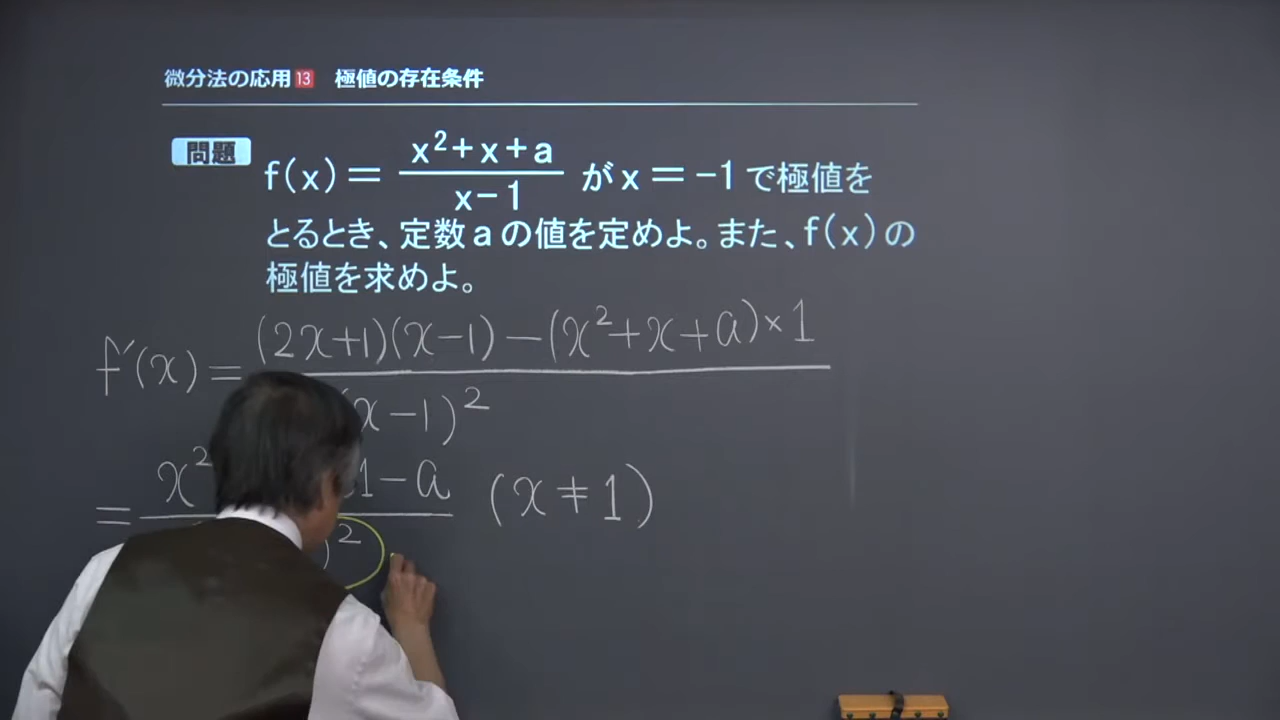 微分法の応用13 極値の存在条件
問題
f(x)= x²+x+a / x-1 がx=-1で極値を
とるとき、定数aの値を定めよ。また、f(x)の
極値を求めよ。
f'(x)= (2x+1)(x-1)-(x²+x+a)×1 / (x-1)²
= x² 1-a / )² (x≠1)